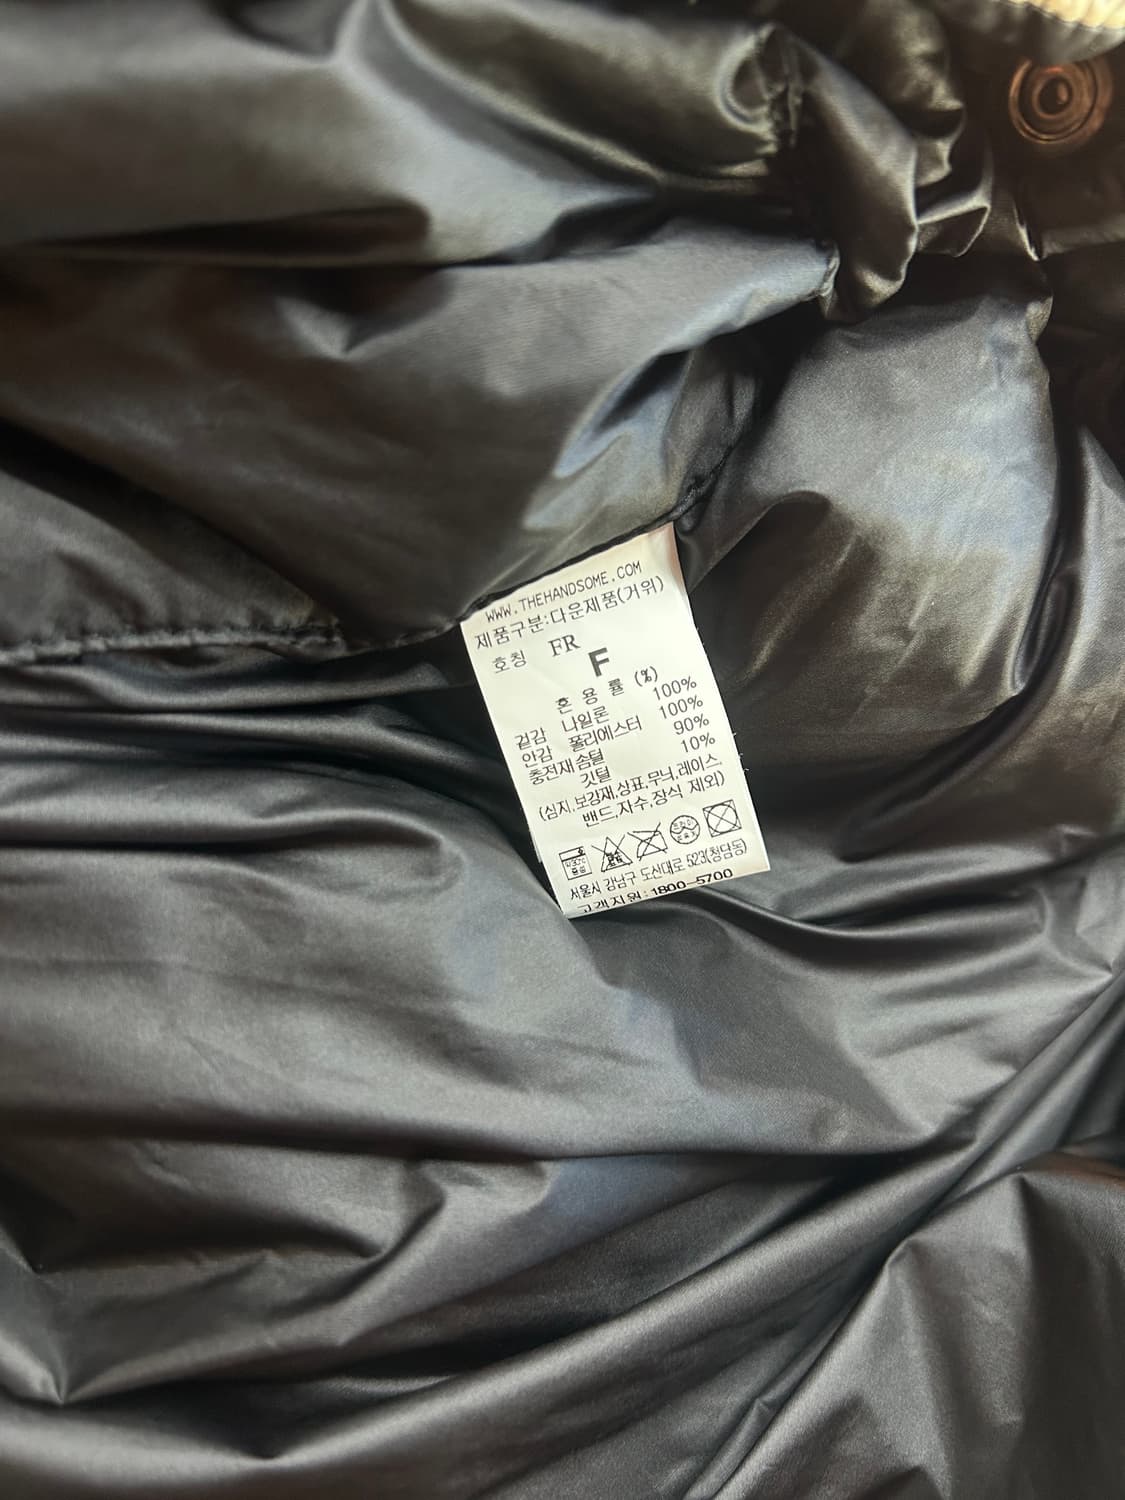 WWW.THEHANDSOME.COM
제품구분:다운제품(거위)
호칭 FR F
혼 용 률 (%)
겉감 나일론 100%
안감 폴리에스터 100%
충전재 솜털 90%
깃털 10%
(심지,보강재,상표,무늬,레이스,
밴드,자수,장식 제외)
서울시 강남구 도산대로 523(청담동)
고객지원:1800-5700